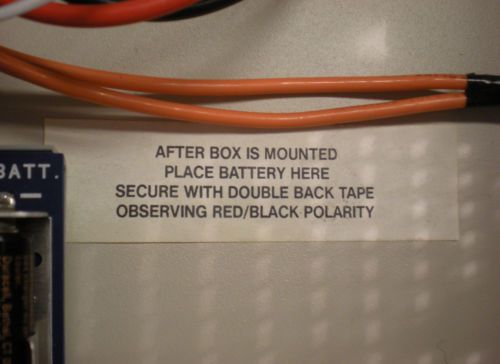 AFTER BOX IS MOUNTED
PLACE BATTERY HERE
SECURE WITH DOUBLE BACK TAPE
OBSERVING RED/BLACK POLARITY
BATT.